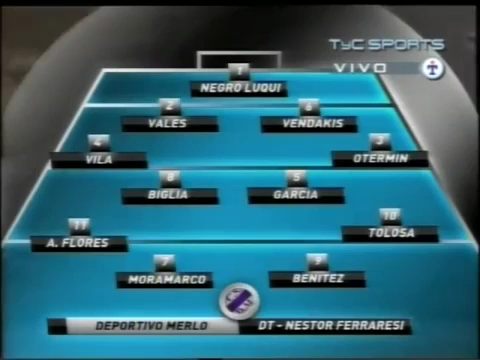 TyC SPORTS
VIVO
1
NEGRO LUQUI
2
VALES
6
VENDAKIS
4
VILA
3
OTERMIN
8
BIGLIA
5
GARCIA
11
A. FLORES
10
TOLOSA
7
MORAMARCO
9
BENITEZ
DEPORTIVO MERLO
DT - NESTOR FERRARESI